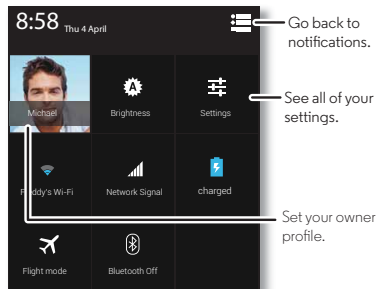 8:58 Thu 4 April
Go back to
notifications.
Michael
Brightness
Settings
See all of your
settings.
Wi-Fi
Network Signal
charged
Set your owner
profile.
Flight mode
Bluetooth Off